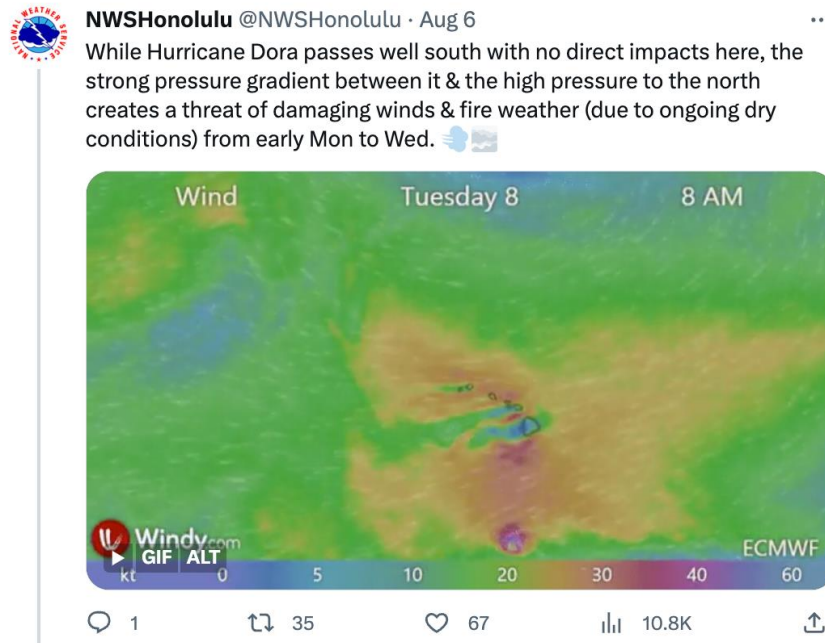 NWSHonolulu @NWSHonolulu · Aug 6
While Hurricane Dora passes well south with no direct impacts here, the
strong pressure gradient between it & the high pressure to the north
creates a threat of damaging winds & fire weather (due to ongoing dry
conditions) from early Mon to Wed. 💨🌫️
NATIONAL WEATHER SERVICE
Wind Tuesday 8 8 AM
Windy.com
ECMWF
GIF ALT
kt 0 5 10 20 30 40 60
1 35 67 10.8K